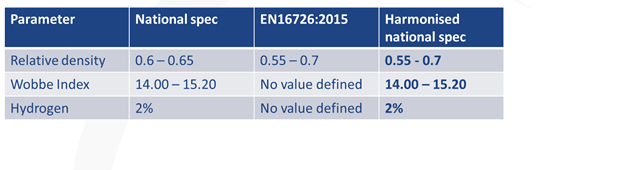 Parameter National spec EN16726:2015 Harmonised
national spec
Relative density 0.6 – 0.65 0.55 – 0.7 0.55 - 0.7
Wobbe Index 14.00 – 15.20 No value defined 14.00 – 15.20
Hydrogen 2% No value defined 2%